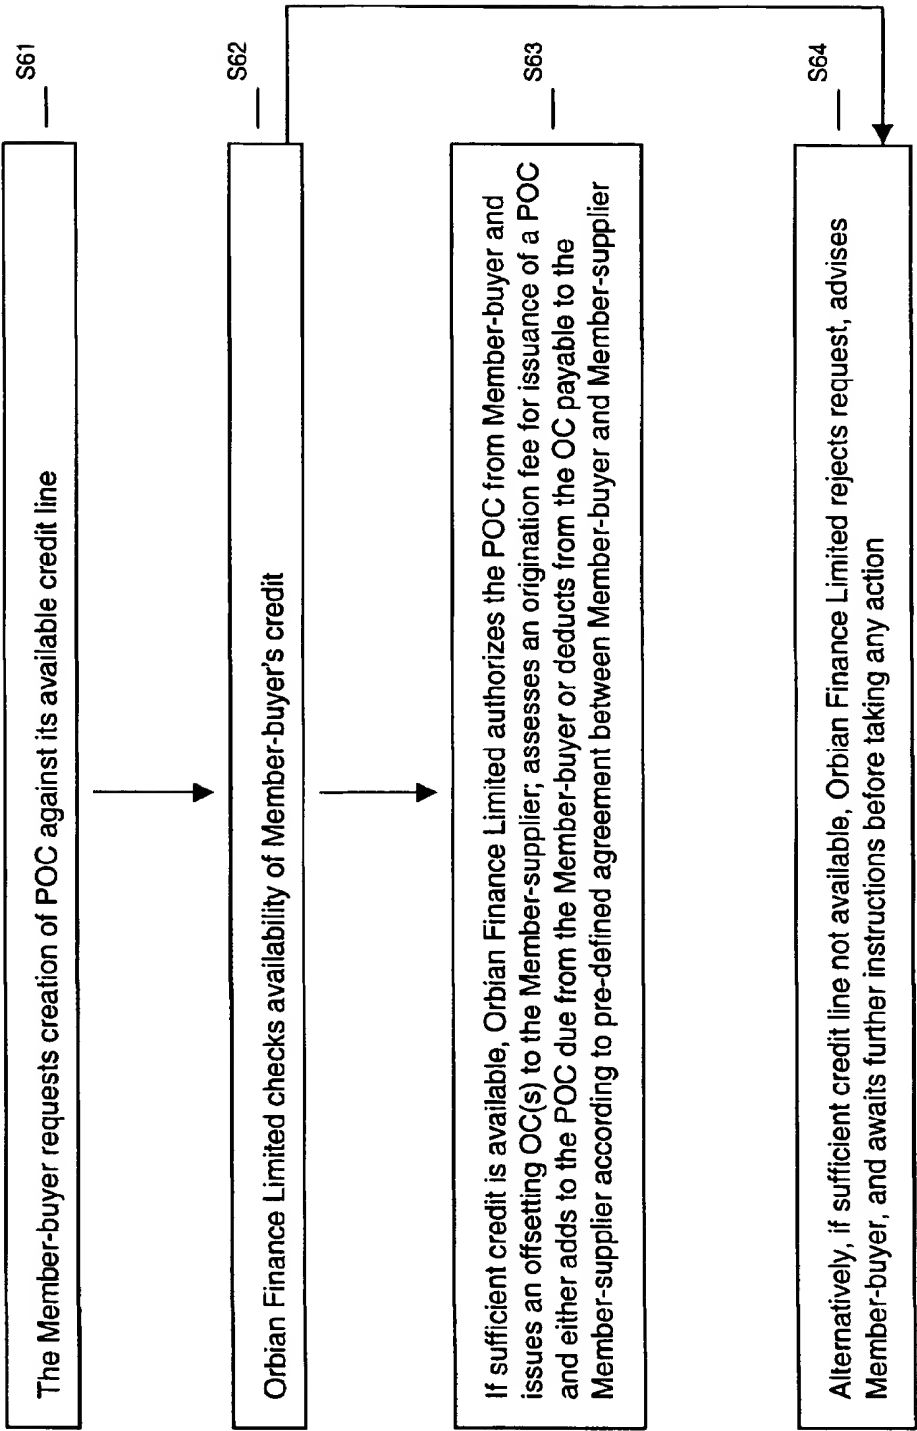 The Member-buyer requests creation of POC against its available credit line
S61
Orbian Finance Limited checks availability of Member-buyer's credit
S62
If sufficient credit is available, Orbian Finance Limited authorizes the POC from Member-buyer and
issues an offsetting OC(s) to the Member-supplier; assesses an origination fee for issuance of a POC
and either adds to the POC due from the Member-buyer or deducts from the OC payable to the
Member-supplier according to pre-defined agreement between Member-buyer and Member-supplier
S63
Alternatively, if sufficient credit line not available, Orbian Finance Limited rejects request, advises
Member-buyer, and awaits further instructions before taking any action
S64